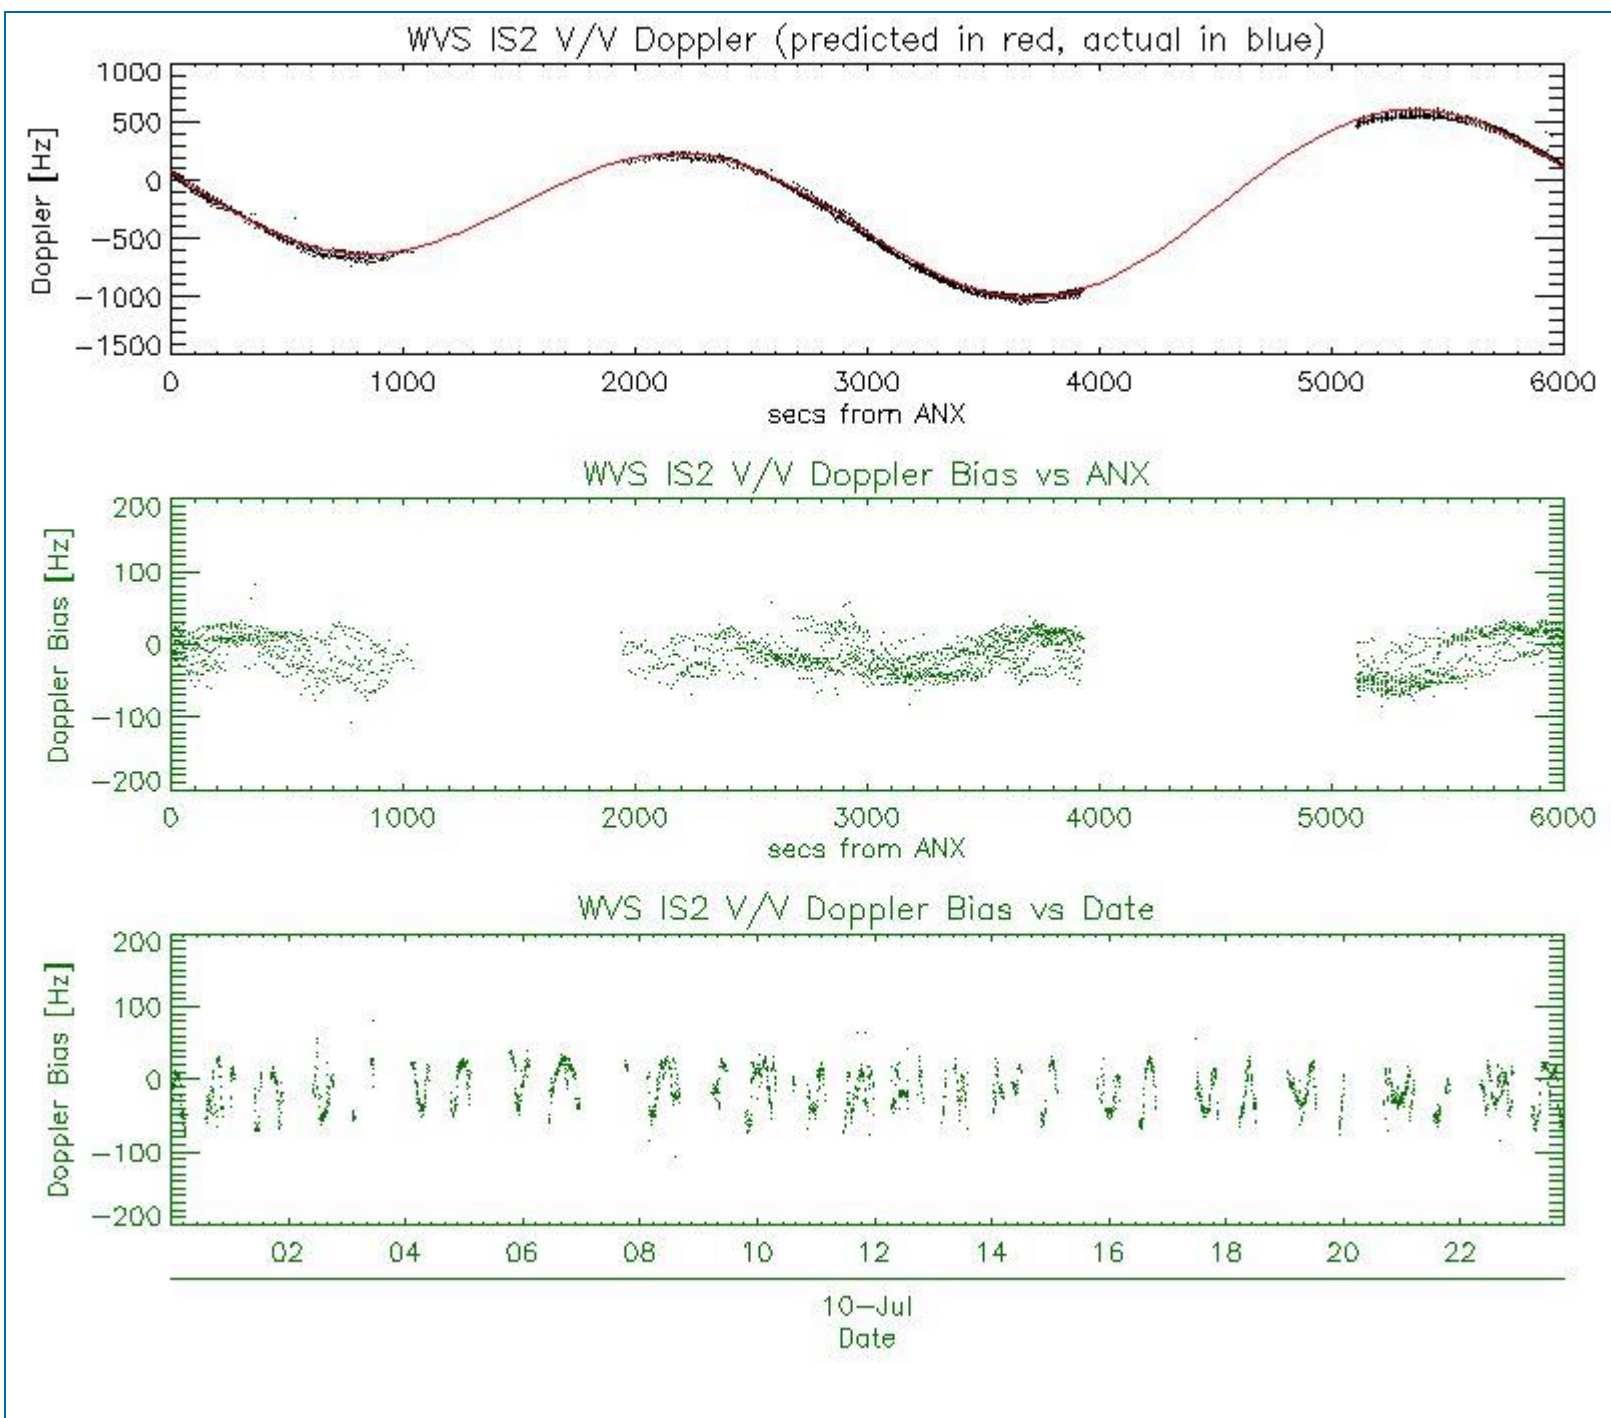 WVS IS2 V/V Doppler (predicted in red, actual in blue)
1000
500
0
-500
-1000
-1500
Doppler [Hz]
0 1000 2000 3000 4000 5000 6000
secs from ANX
WVS IS2 V/V Doppler Bias vs ANX
200
100
0
-100
-200
Doppler Bias [Hz]
0 1000 2000 3000 4000 5000 6000
secs from ANX
WVS IS2 V/V Doppler Bias vs Date
200
100
0
-100
-200
Doppler Bias [Hz]
02 04 06 08 10 12 14 16 18 20 22
10-Jul
Date